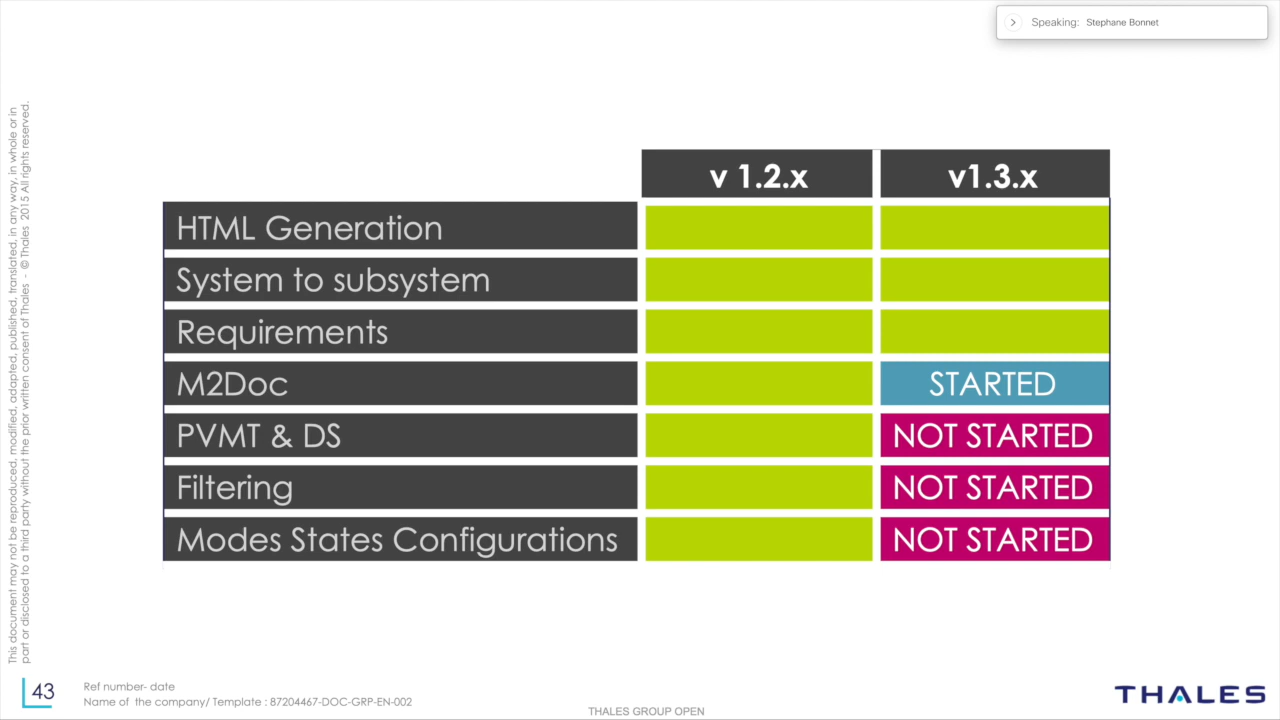 Speaking: Stephane Bonnet
This document may not be reproduced, modified, adapted, published, translated, in any way, in whole or in
part or disclosed to a third party without the prior written consent of Thales - © Thales 2015 All rights reserved.
v 1.2.x v1.3.x
HTML Generation
System to subsystem
Requirements
M2Doc STARTED
PVMT & DS NOT STARTED
Filtering NOT STARTED
Modes States Configurations NOT STARTED
43
Ref number- date
Name of the company/ Template : 87204467-DOC-GRP-EN-002
THALES GROUP OPEN
THALES